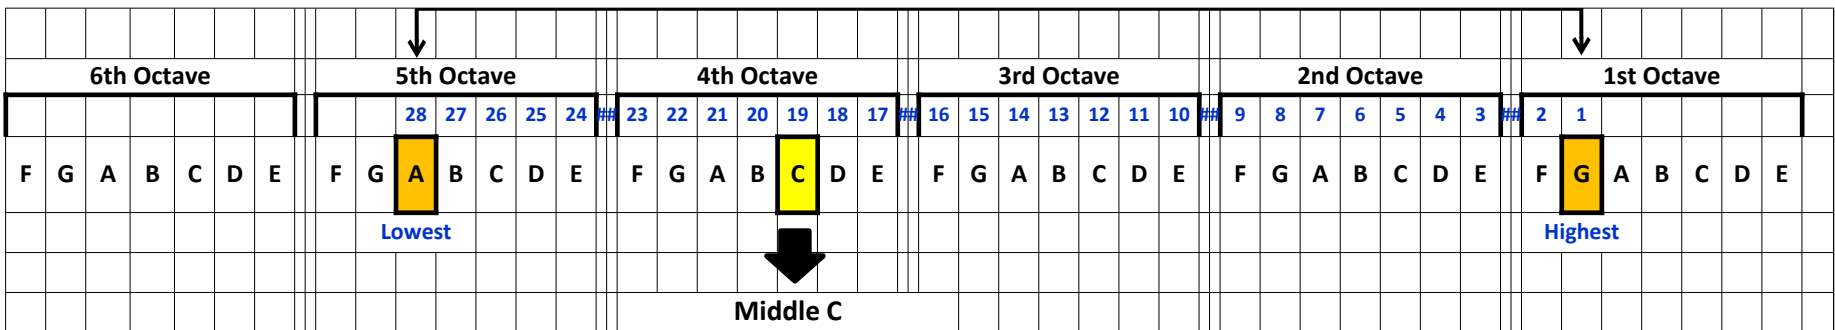 6th Octave 5th Octave 4th Octave 3rd Octave 2nd Octave 1st Octave
28 27 26 25 24 ## 23 22 21 20 19 18 17 ## 16 15 14 13 12 11 10 ## 9 8 7 6 5 4 3 ## 2 1
F G A B C D E F G A B C D E F G A B C D E F G A B C D E F G A B C D E F G A B C D E
Lowest Highest
Middle C